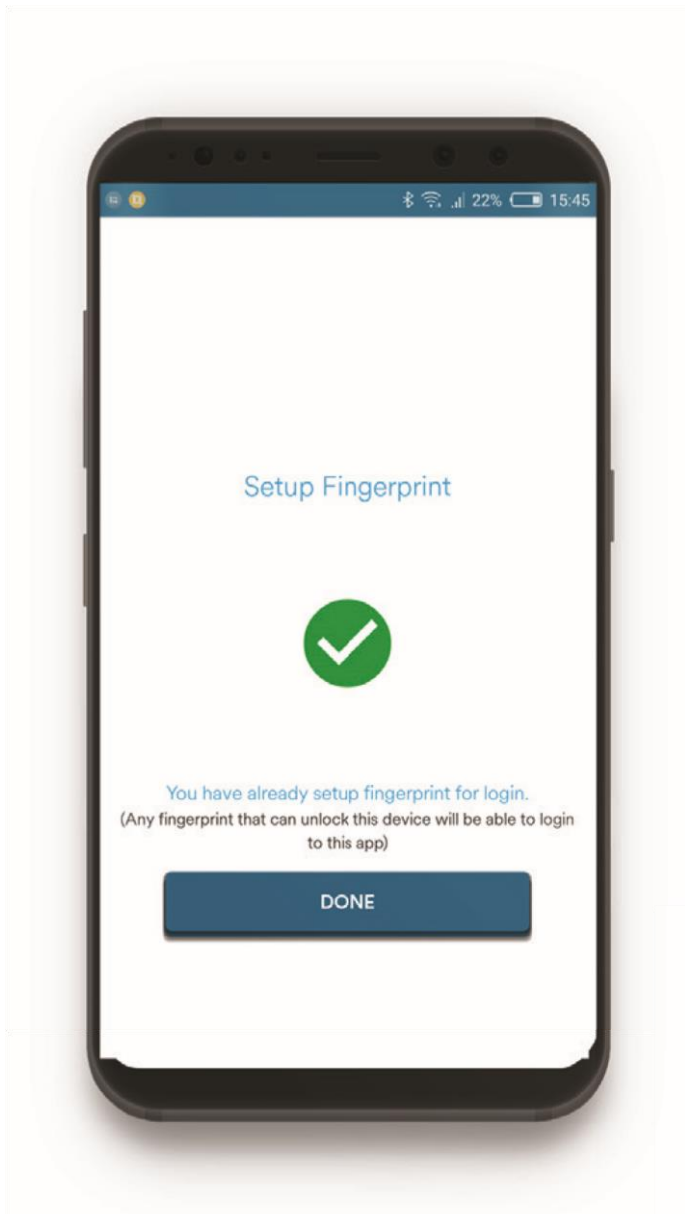 22% 15:45
Setup Fingerprint
You have already setup fingerprint for login.
(Any fingerprint that can unlock this device will be able to login
to this app)
DONE